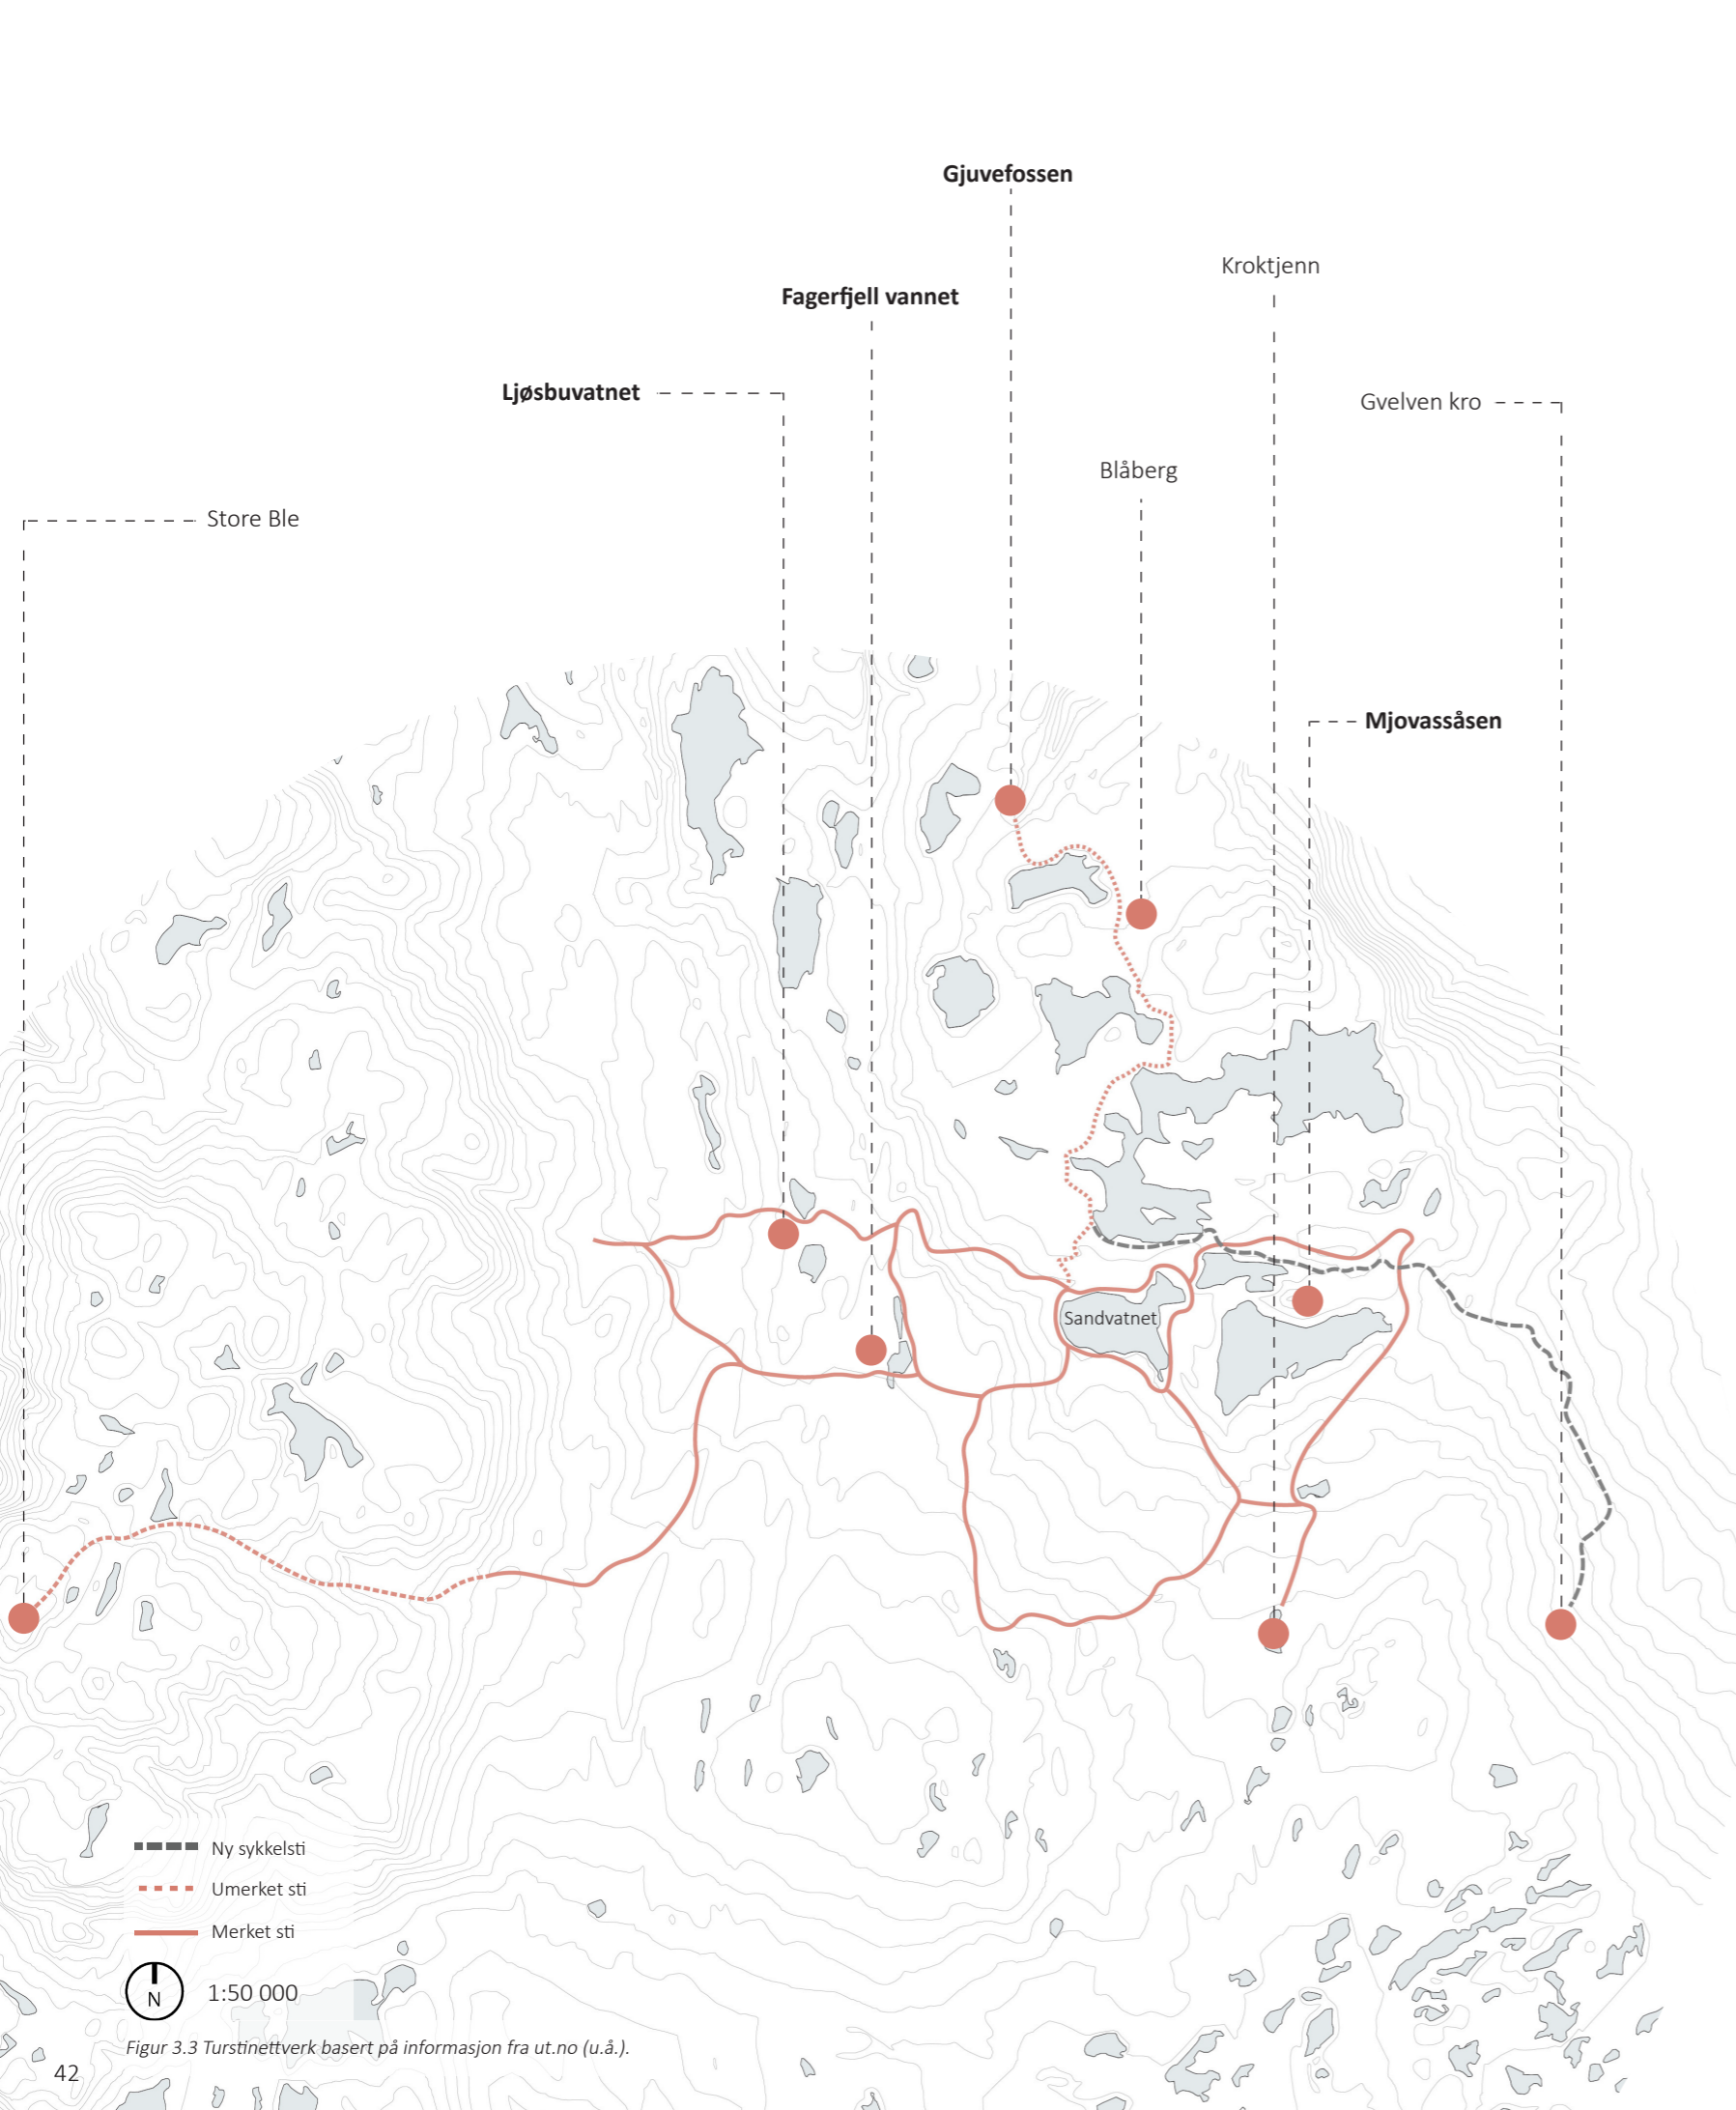 Gjuvefossen
Kroktjenn
Fagerfjell vannet
Ljøsbuvatnet
Gvelven kro
Blåberg
Store Ble
Mjovassåsen
Sandvatnet
Ny sykkelsti
Umerket sti
Merket sti
N
1:50 000
Figur 3.3 Turstinettverk basert på informasjon fra ut.no (u.å.).
42